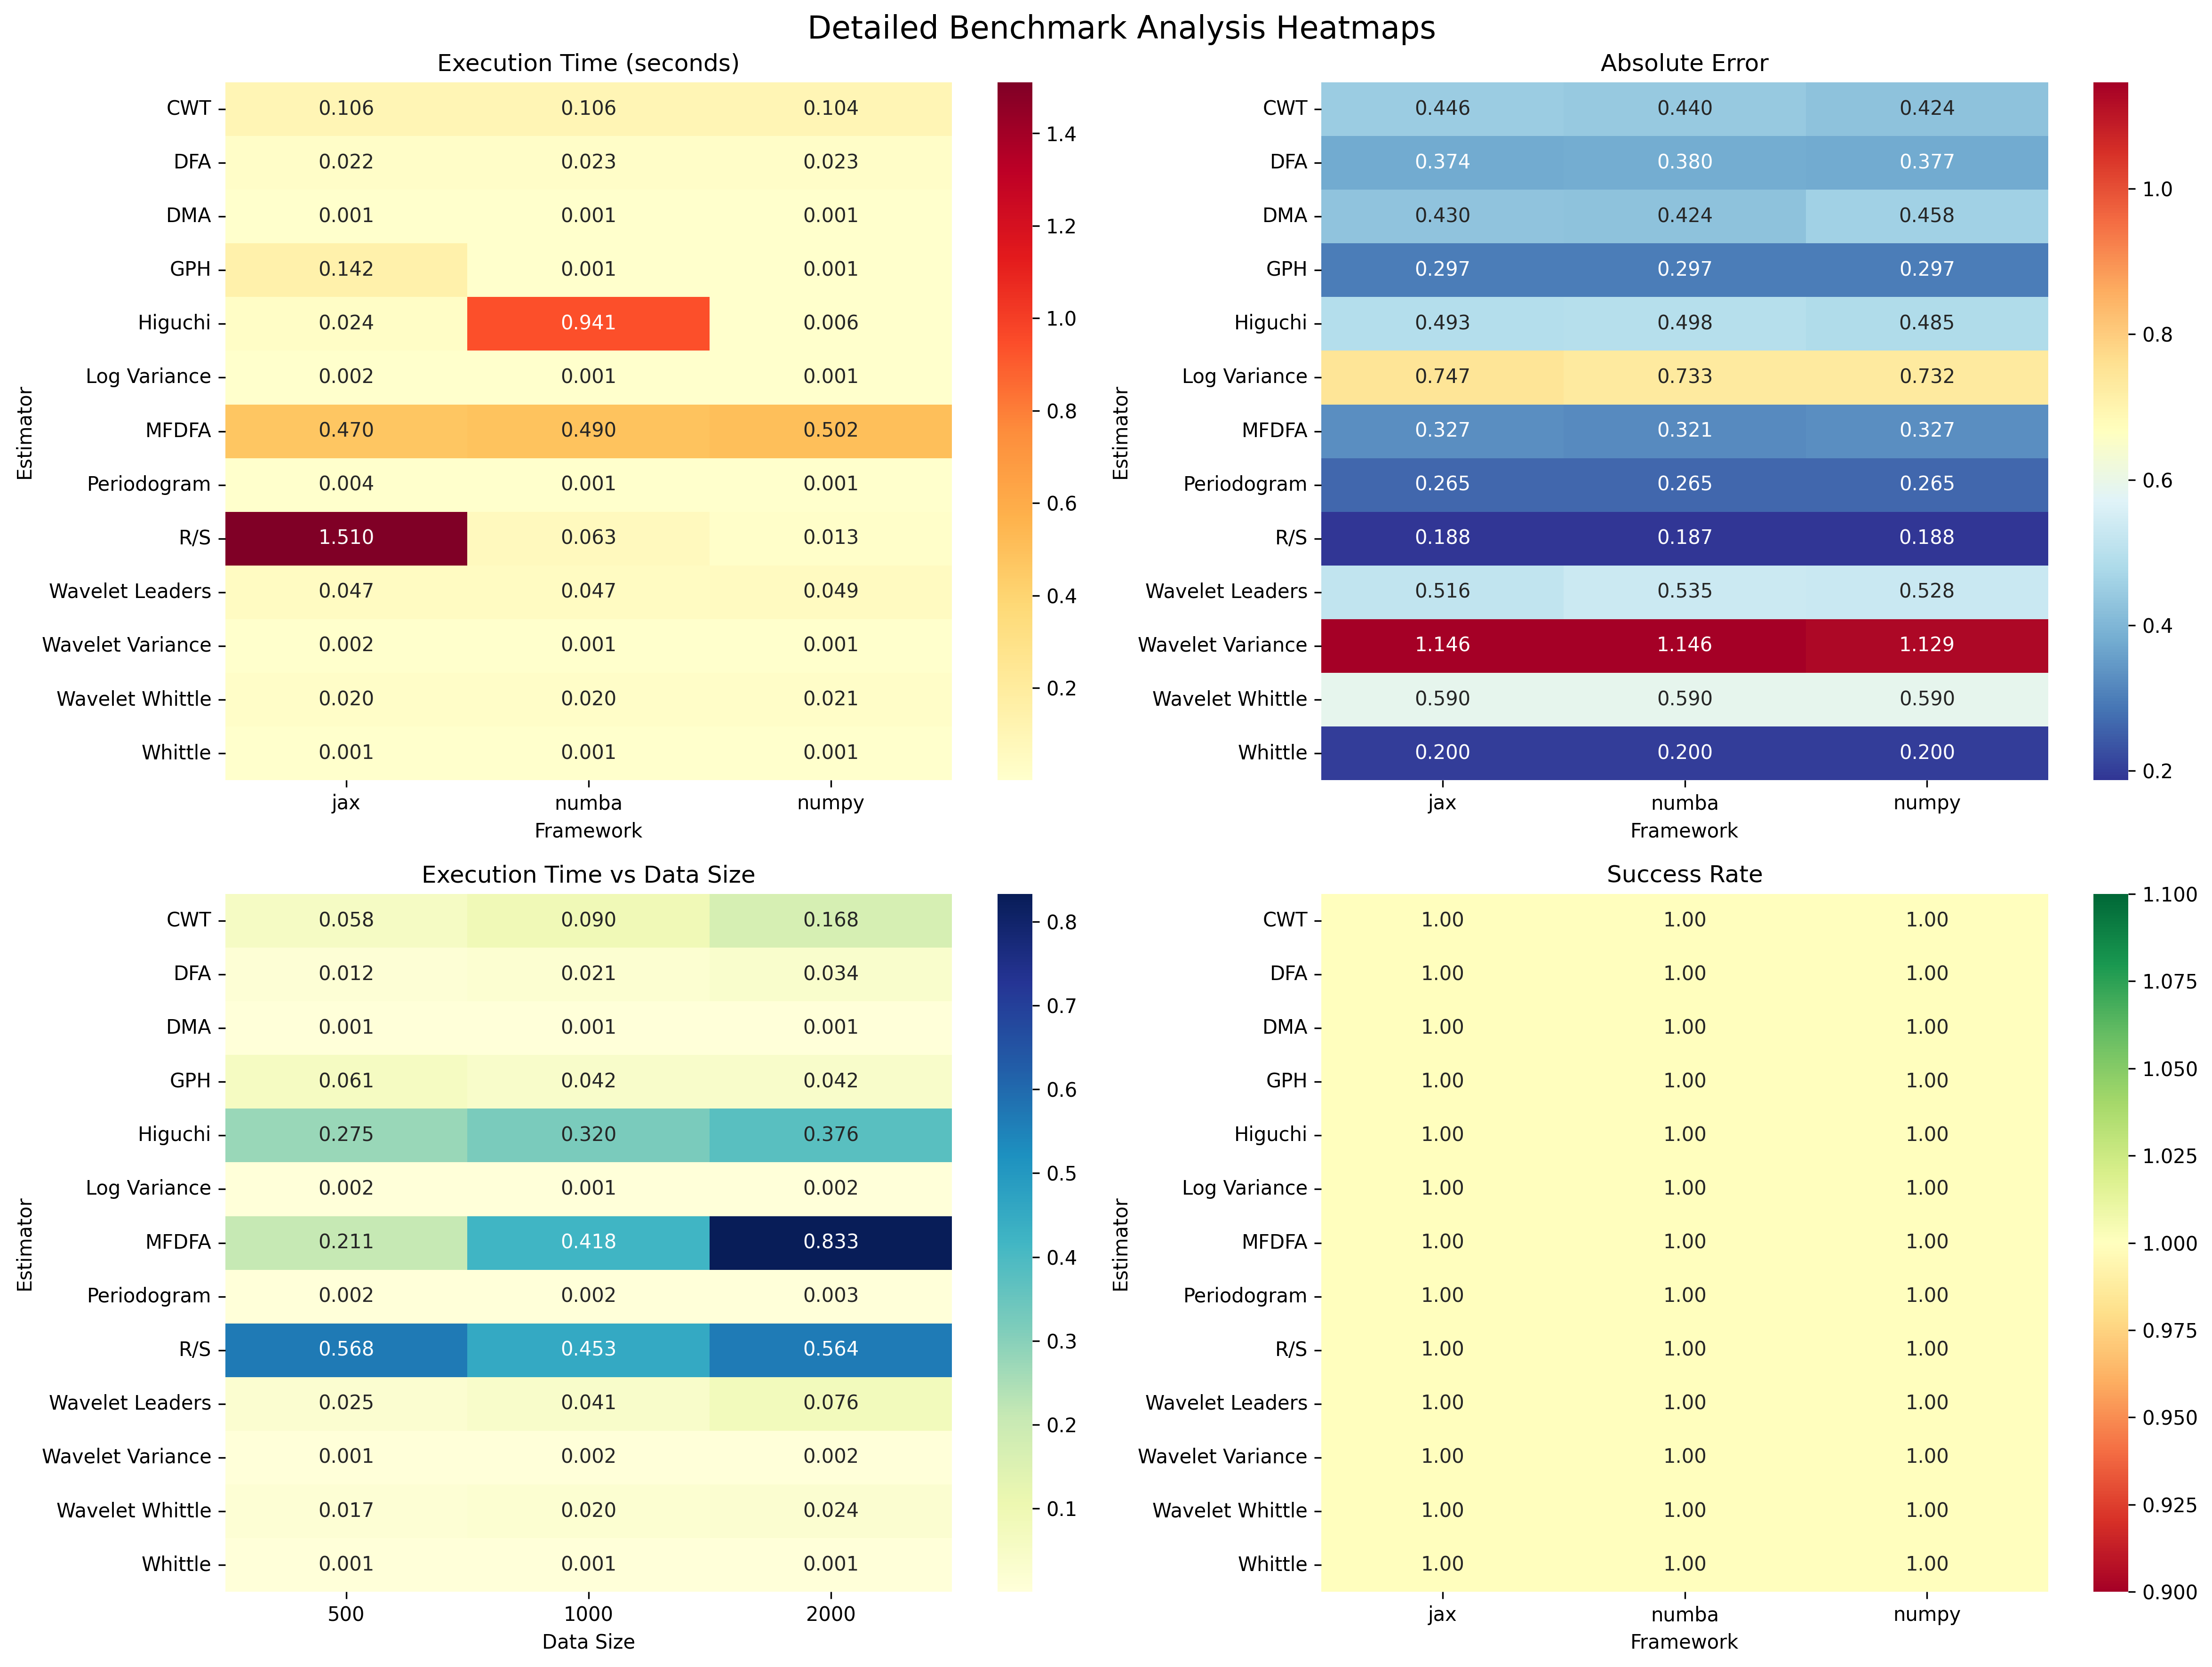 Detailed Benchmark Analysis Heatmaps
Execution Time (seconds)
Estimator
CWT 0.106 0.106 0.104
DFA 0.022 0.023 0.023
DMA 0.001 0.001 0.001
GPH 0.142 0.001 0.001
Higuchi 0.024 0.941 0.006
Log Variance 0.002 0.001 0.001
MFDFA 0.470 0.490 0.502
Periodogram 0.004 0.001 0.001
R/S 1.510 0.063 0.013
Wavelet Leaders 0.047 0.047 0.049
Wavelet Variance 0.002 0.001 0.001
Wavelet Whittle 0.020 0.020 0.021
Whittle 0.001 0.001 0.001
jax numba numpy
Framework
1.4
1.2
1.0
0.8
0.6
0.4
0.2
Absolute Error
Estimator
CWT 0.446 0.440 0.424
DFA 0.374 0.380 0.377
DMA 0.430 0.424 0.458
GPH 0.297 0.297 0.297
Higuchi 0.493 0.498 0.485
Log Variance 0.747 0.733 0.732
MFDFA 0.327 0.321 0.327
Periodogram 0.265 0.265 0.265
R/S 0.188 0.187 0.188
Wavelet Leaders 0.516 0.535 0.528
Wavelet Variance 1.146 1.146 1.129
Wavelet Whittle 0.590 0.590 0.590
Whittle 0.200 0.200 0.200
jax numba numpy
Framework
1.0
0.8
0.6
0.4
0.2
Execution Time vs Data Size
Estimator
CWT 0.058 0.090 0.168
DFA 0.012 0.021 0.034
DMA 0.001 0.001 0.001
GPH 0.061 0.042 0.042
Higuchi 0.275 0.320 0.376
Log Variance 0.002 0.001 0.002
MFDFA 0.211 0.418 0.833
Periodogram 0.002 0.002 0.003
R/S 0.568 0.453 0.564
Wavelet Leaders 0.025 0.041 0.076
Wavelet Variance 0.001 0.002 0.002
Wavelet Whittle 0.017 0.020 0.024
Whittle 0.001 0.001 0.001
500 1000 2000
Data Size
0.8
0.7
0.6
0.5
0.4
0.3
0.2
0.1
Success Rate
Estimator
CWT 1.00 1.00 1.00
DFA 1.00 1.00 1.00
DMA 1.00 1.00 1.00
GPH 1.00 1.00 1.00
Higuchi 1.00 1.00 1.00
Log Variance 1.00 1.00 1.00
MFDFA 1.00 1.00 1.00
Periodogram 1.00 1.00 1.00
R/S 1.00 1.00 1.00
Wavelet Leaders 1.00 1.00 1.00
Wavelet Variance 1.00 1.00 1.00
Wavelet Whittle 1.00 1.00 1.00
Whittle 1.00 1.00 1.00
jax numba numpy
Framework
1.100
1.075
1.050
1.025
1.000
0.975
0.950
0.925
0.900